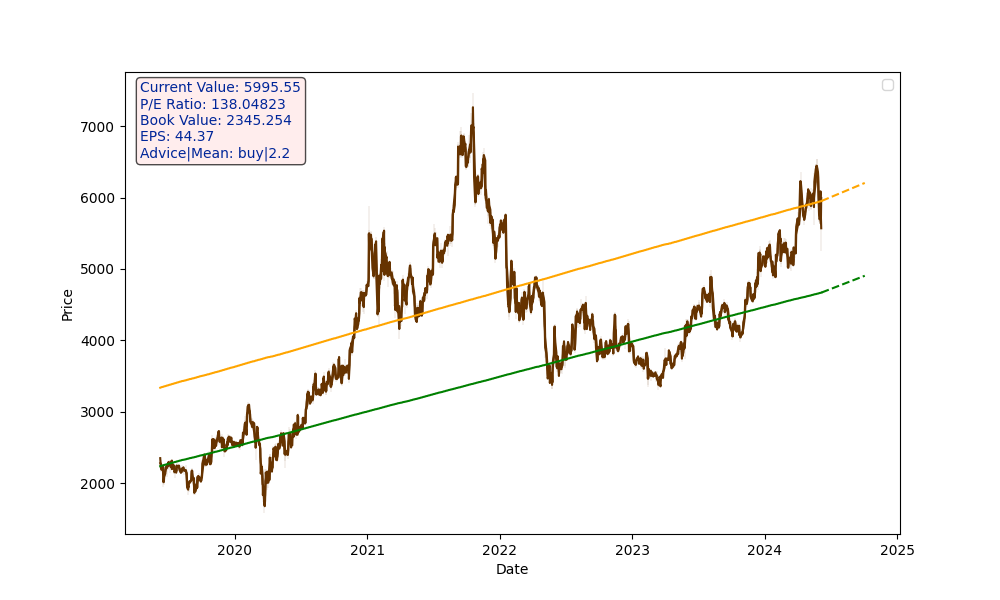 Current Value: 5995.55
P/E Ratio: 138.04823
Book Value: 2345.254
EPS: 44.37
Advice|Mean: buy|2.2
Price
7000
6000
5000
4000
3000
2000
2020
2021
2022
2023
2024
2025
Date